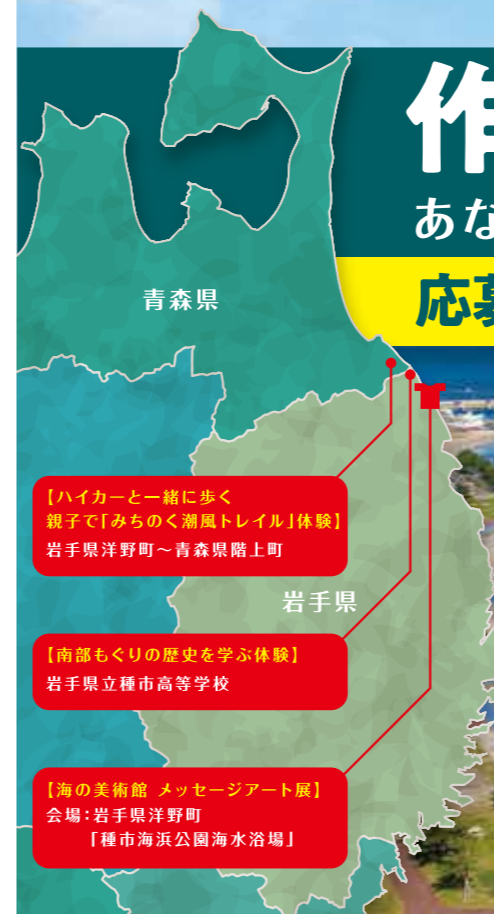 作
あな
応募
青森県
【ハイカーと一緒に歩く
親子で「みちのく潮風トレイル」体験】
岩手県洋野町～青森県階上町
岩手県
【南部もぐりの歴史を学ぶ体験】
岩手県立種市高等学校
【海の美術館 メッセージアート展】
会場：岩手県洋野町
「種市海浜公園海水浴場」